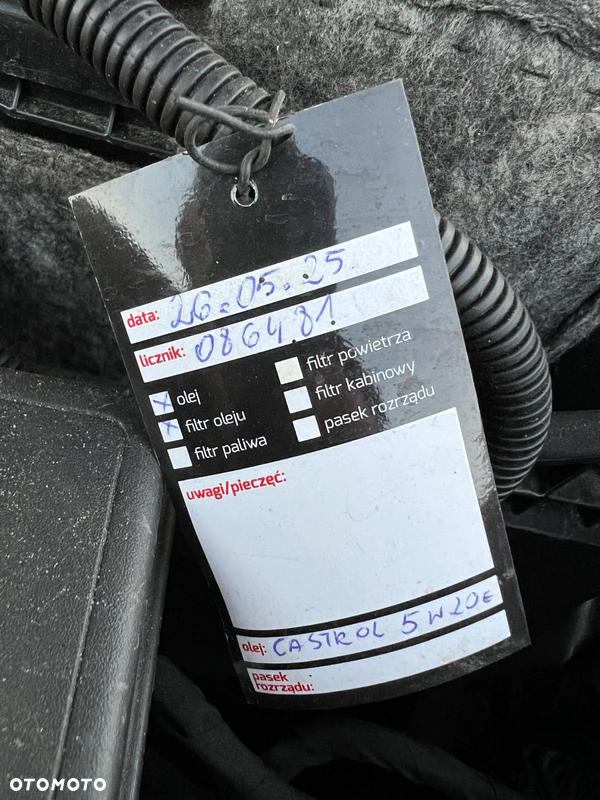 data: 26.05.25
licznik: 086481
olej
filtr oleju
filtr paliwa
filtr powietrza
filtr kabinowy
pasek rozrządu
uwagi/pieczęć:
olej: CASTROL 5W20E
pasek
rozrządu:
OTOMOTO